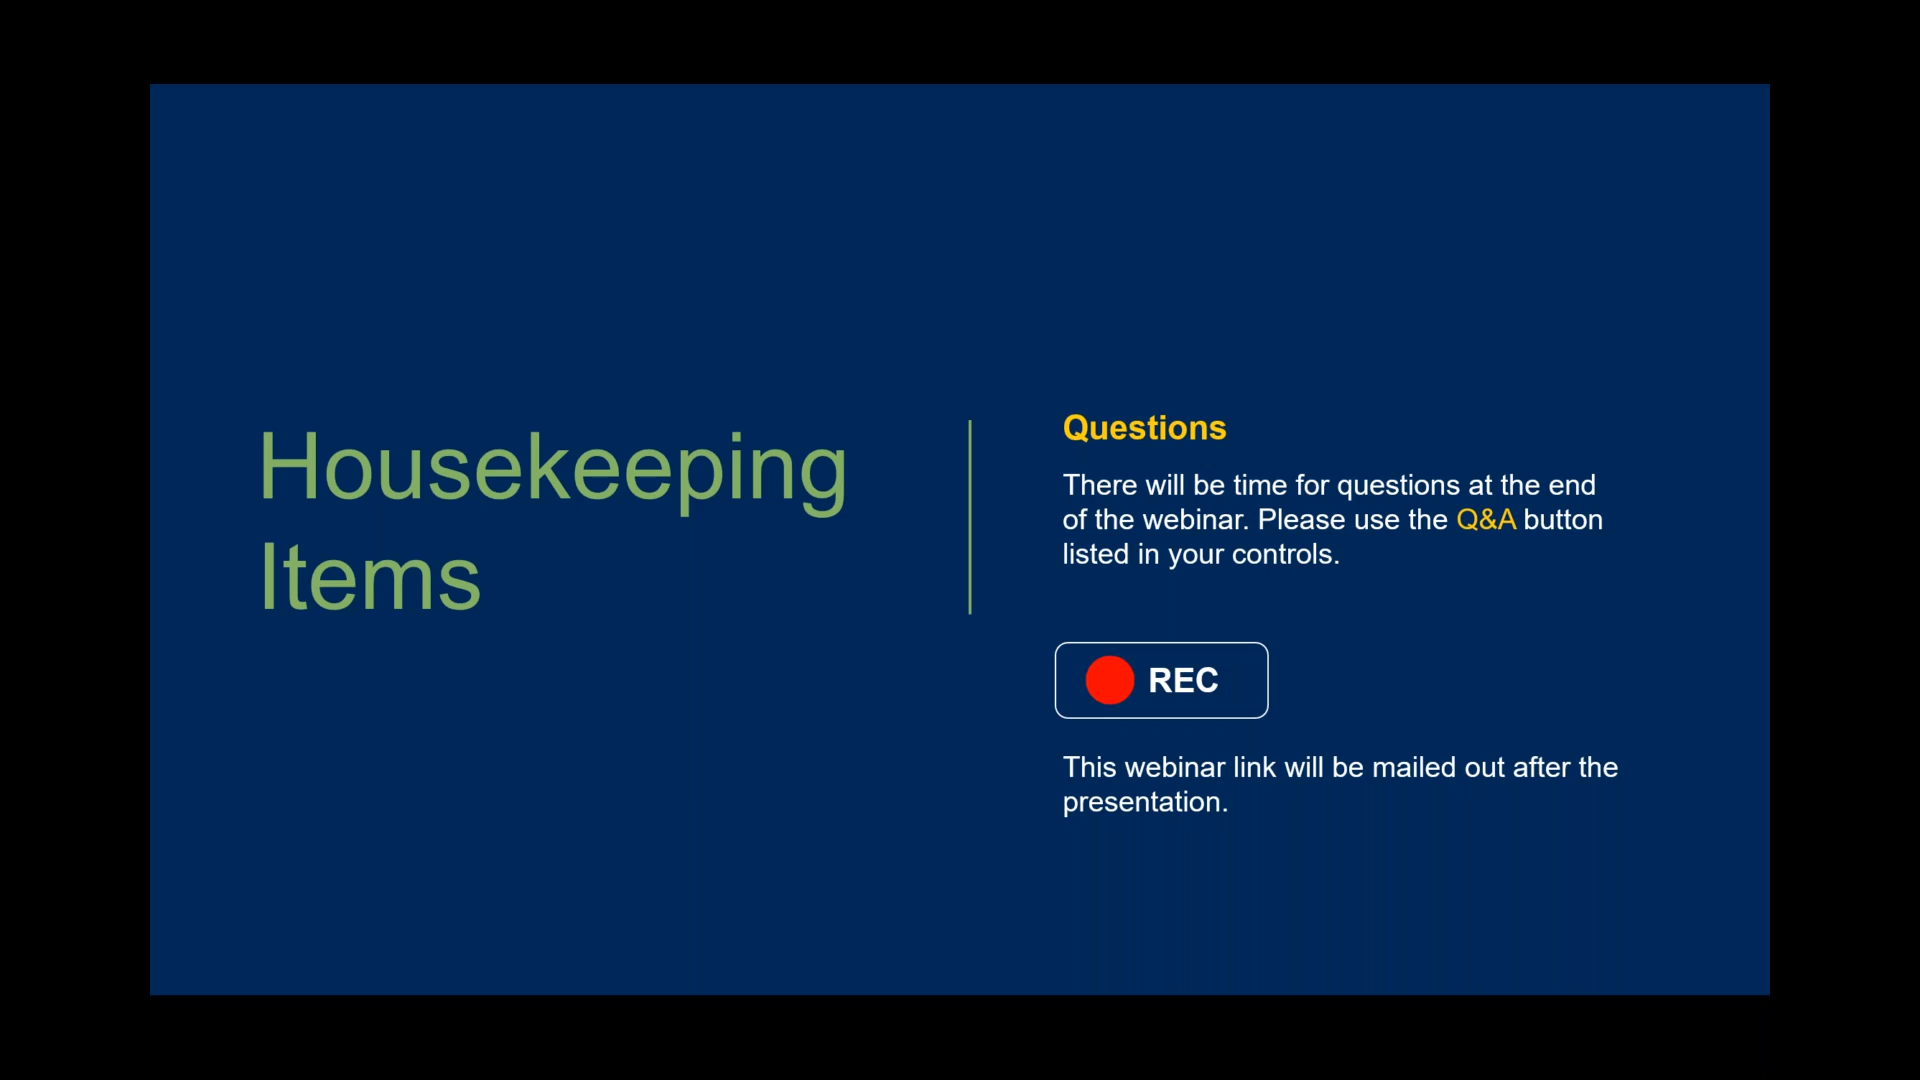 Housekeeping
Items
Questions
There will be time for questions at the end
of the webinar. Please use the Q&A button
listed in your controls.
REC
This webinar link will be mailed out after the
presentation.